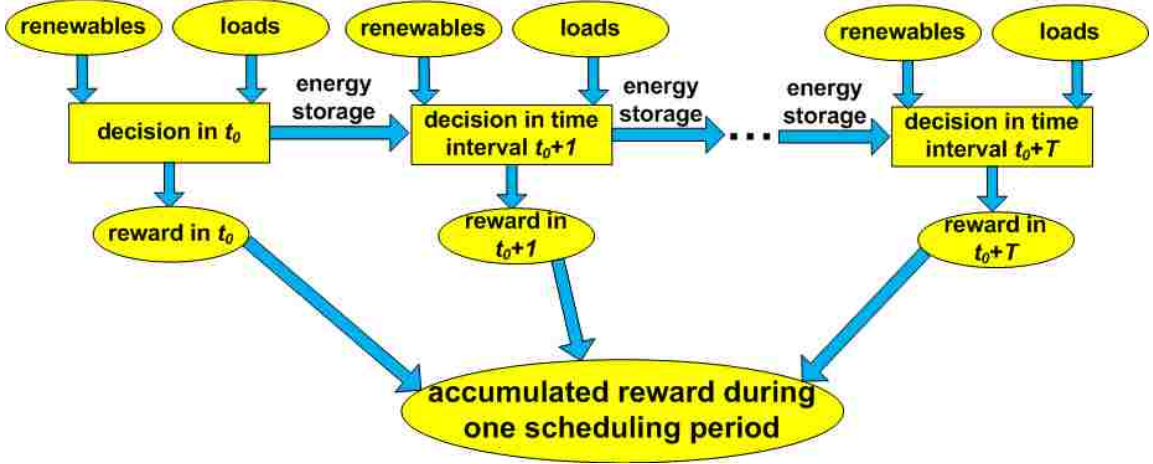 renewables
loads
renewables
loads
renewables
loads
energy
storage
energy
storage
energy
storage
decision in t₀
decision in time
interval t₀+1
...
decision in time
interval t₀+T
reward in t₀
reward in
t₀+1
reward in
t₀+T
accumulated reward during
one scheduling period